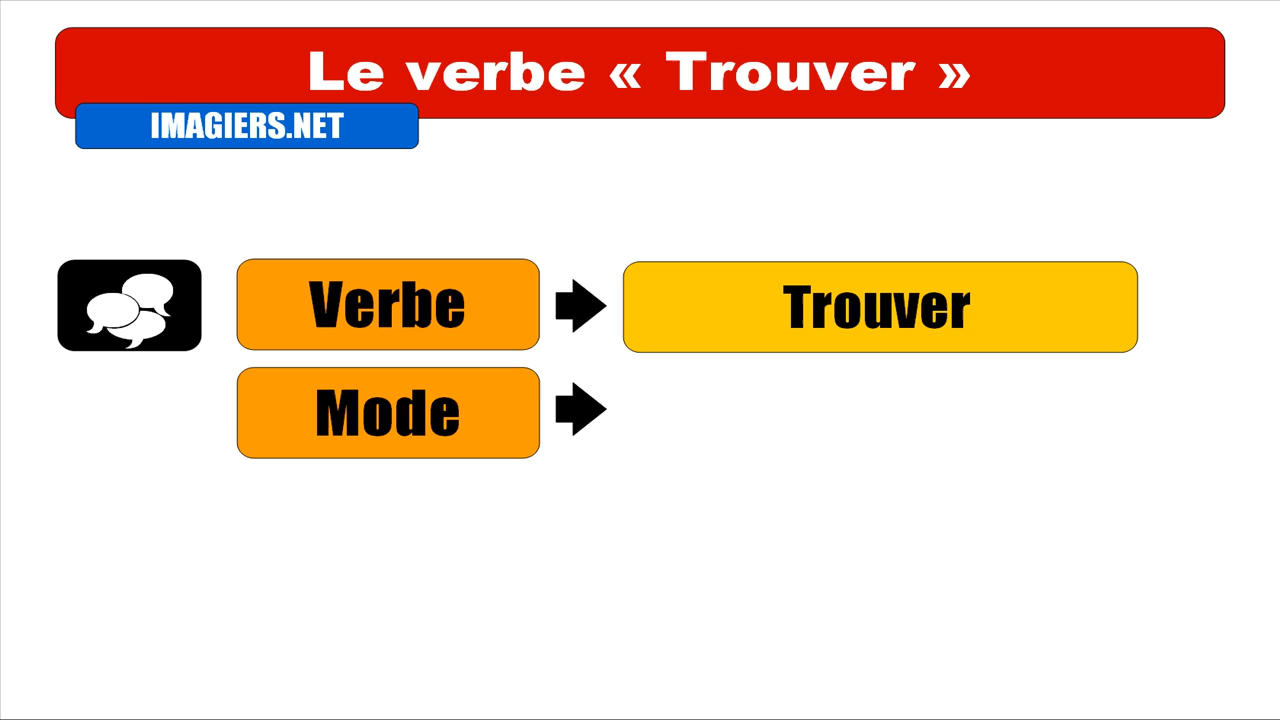 Le verbe « Trouver »
IMAGIERS.NET
Verbe
Trouver
Mode